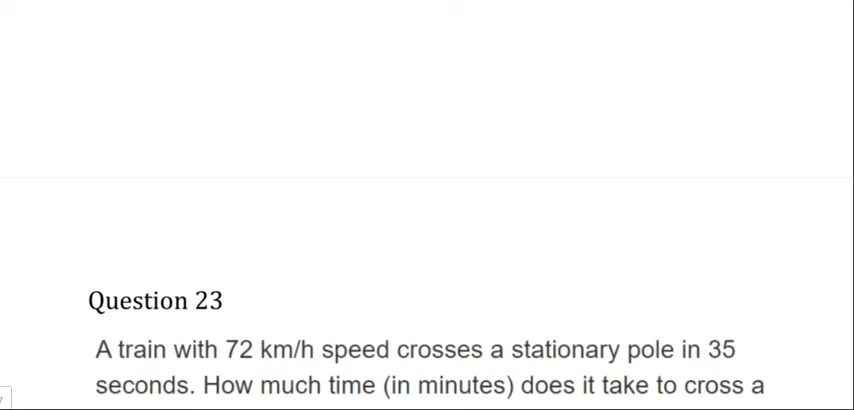 Question 23
A train with 72 km/h speed crosses a stationary pole in 35
seconds. How much time (in minutes) does it take to cross a